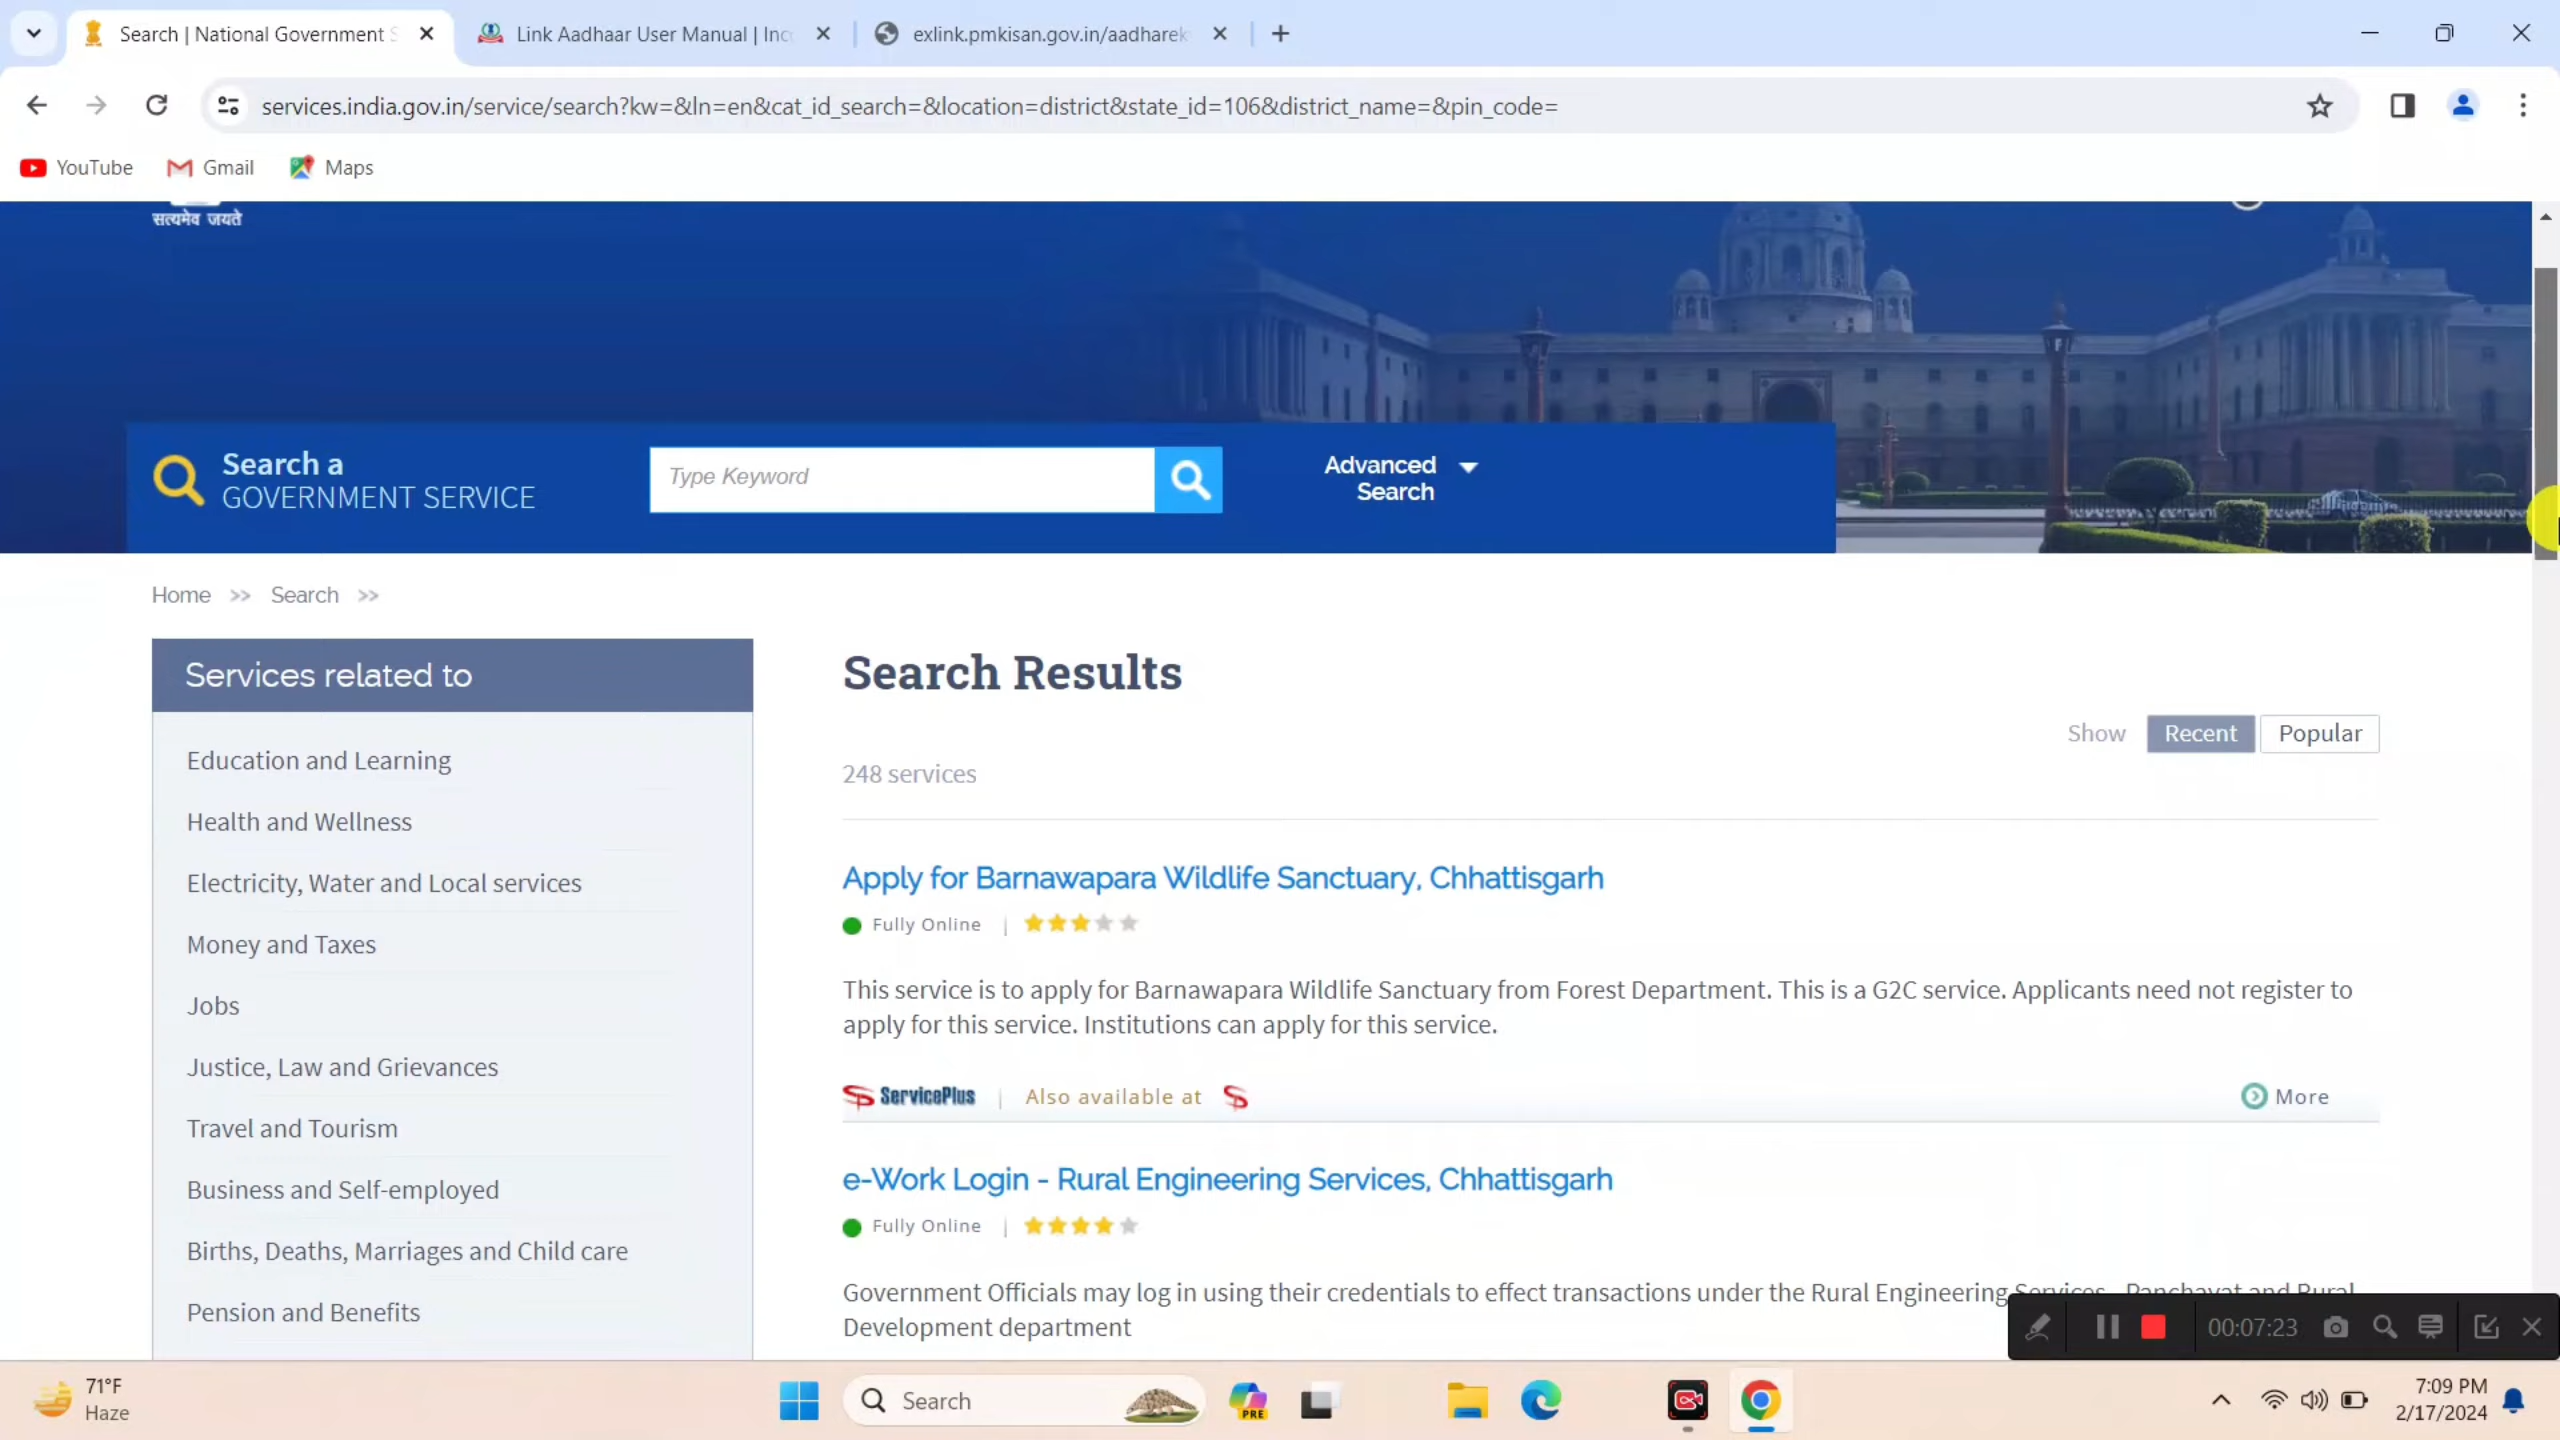 Search | National Government S
Link Aadhaar User Manual | Inc
exlink.pmkisan.gov.in/aadharek
services.india.gov.in/service/search?kw=&ln=en&cat_id_search=&location=district&state_id=106&district_name=&pin_code=
YouTube
Gmail
Maps
सत्यमेव जयते
Search a
GOVERNMENT SERVICE
Type Keyword
Advanced
Search
Home >> Search >>
Services related to
Education and Learning
Health and Wellness
Electricity, Water and Local services
Money and Taxes
Jobs
Justice, Law and Grievances
Travel and Tourism
Business and Self-employed
Births, Deaths, Marriages and Child care
Pension and Benefits
Search Results
Show Recent Popular
248 services
Apply for Barnawapara Wildlife Sanctuary, Chhattisgarh
Fully Online |
This service is to apply for Barnawapara Wildlife Sanctuary from Forest Department. This is a G2C service. Applicants need not register to
apply for this service. Institutions can apply for this service.
ServicePlus | Also available at
More
e-Work Login - Rural Engineering Services, Chhattisgarh
Fully Online |
Government Officials may log in using their credentials to effect transactions under the Rural Engineering Services, Panchayat and Rural
Development department
00:07:23
71°F
Haze
Search
PRE
7:09 PM
2/17/2024